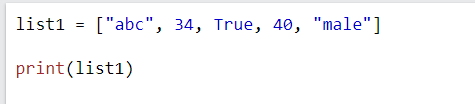 list1 = ["abc", 34, True, 40, "male"]
print(list1)